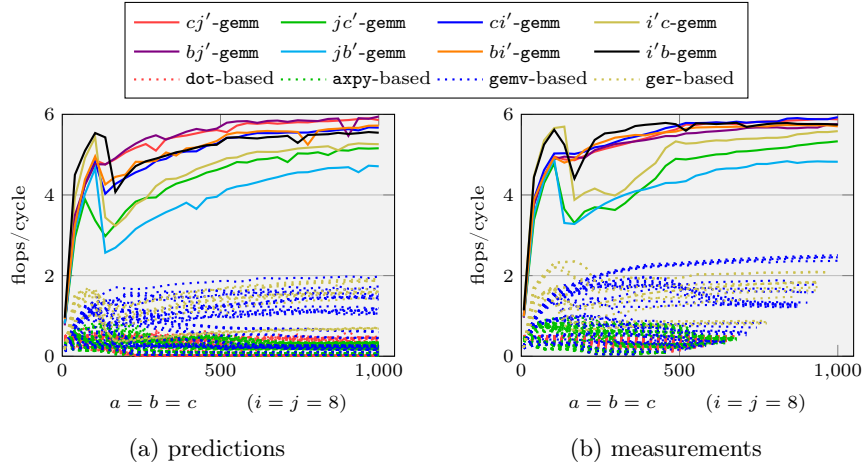 cj′-gemm jc′-gemm ci′-gemm i′c-gemm
bj′-gemm jb′-gemm bi′-gemm i′b-gemm
dot-based axpy-based gemv-based ger-based
6
4
2
0
flops/cycle
0 500 1,000
a = b = c (i = j = 8)
(a) predictions
6
4
2
0
flops/cycle
0 500 1,000
a = b = c (i = j = 8)
(b) measurements